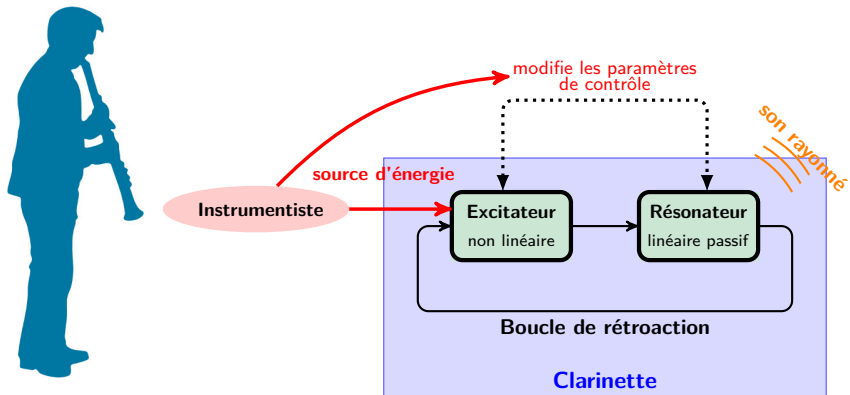 modifie les paramètres
de contrôle
son rayonné
source d'énergie
Instrumentiste
Excitateur
non linéaire
Résonateur
linéaire passif
Boucle de rétroaction
Clarinette